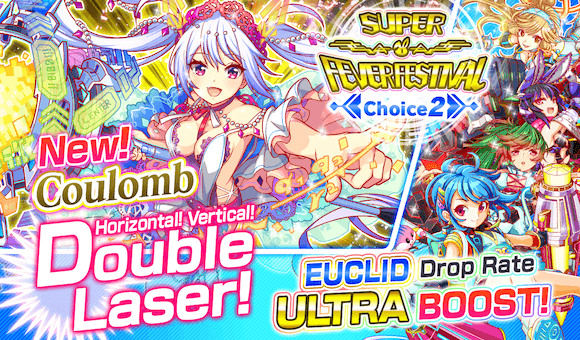 SUPER
FEVERFESTIVAL
Choice2
New!
Coulomb
Horizontal! Vertical!
Double
Laser!
EUCLID Drop Rate
ULTRA BOOST!